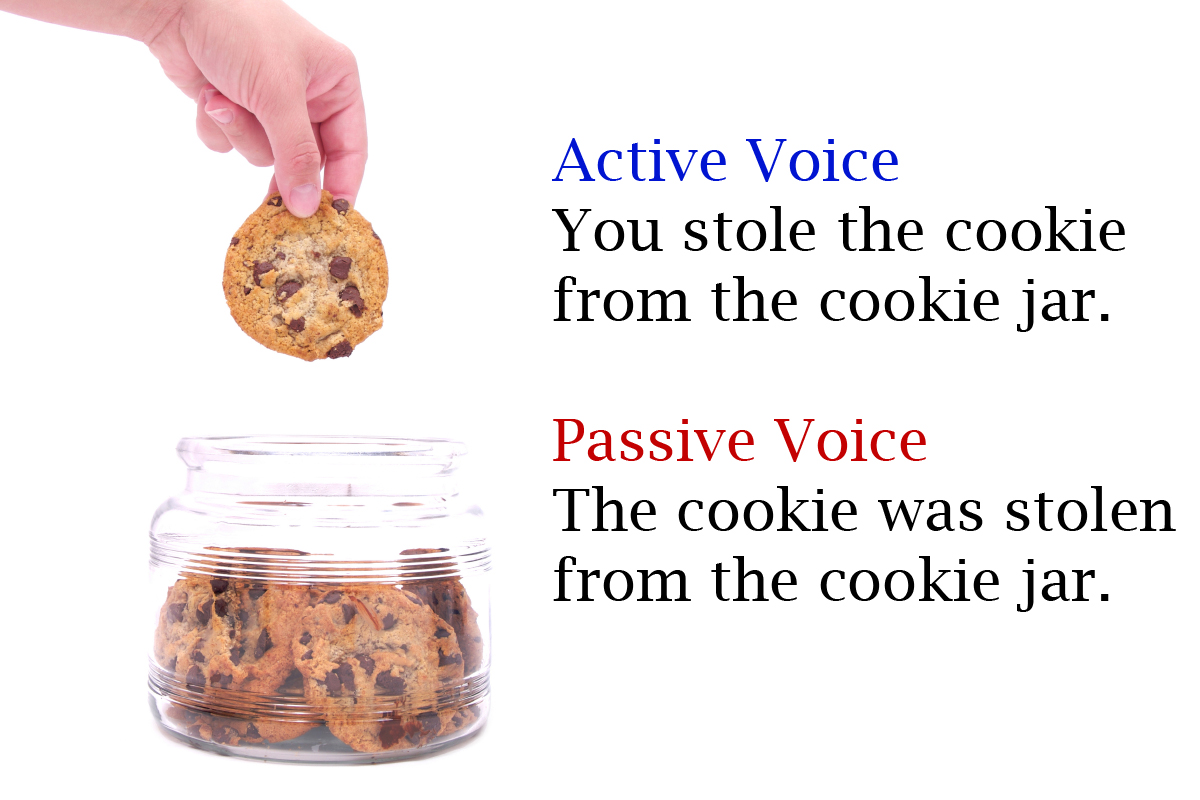 Active Voice
You stole the cookie
from the cookie jar.
Passive Voice
The cookie was stolen
from the cookie jar.